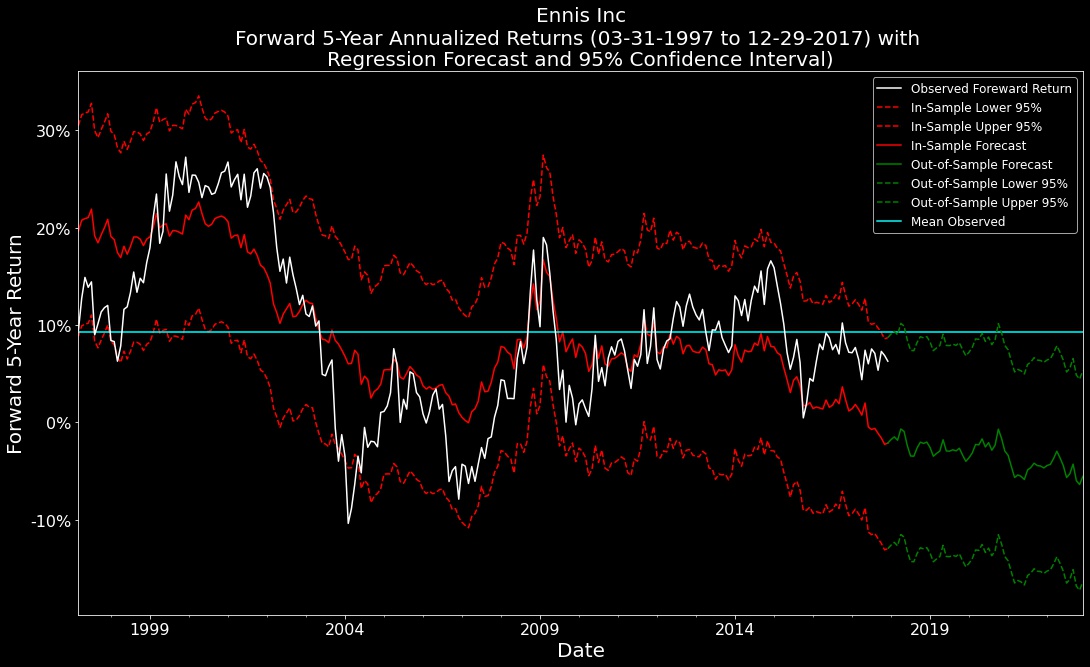 Ennis Inc
Forward 5-Year Annualized Returns (03-31-1997 to 12-29-2017) with
Regression Forecast and 95% Confidence Interval)
Observed Foreward Return
In-Sample Lower 95%
In-Sample Upper 95%
In-Sample Forecast
Out-of-Sample Forecast
Out-of-Sample Lower 95%
Out-of-Sample Upper 95%
Mean Observed
Forward 5-Year Return
30%
20%
10%
0%
-10%
1999
2004
2009
2014
2019
Date